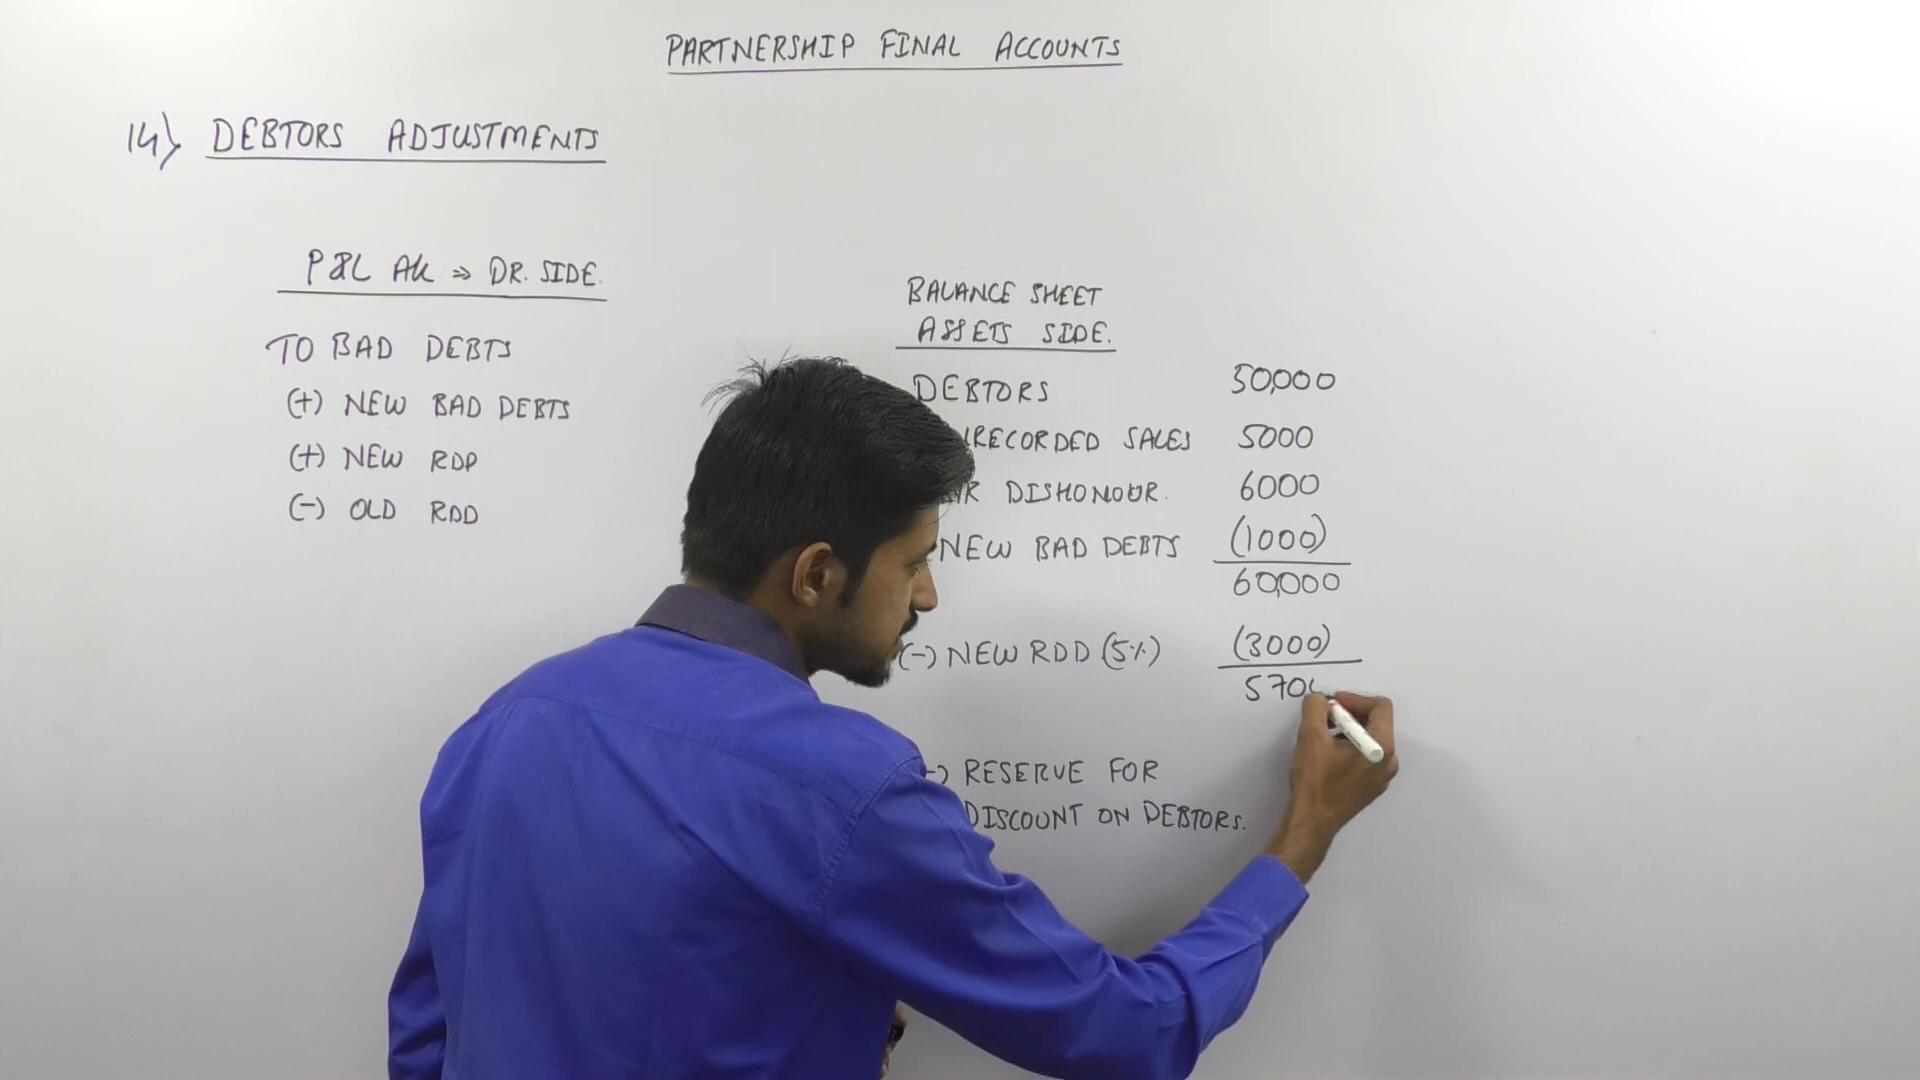 PARTNERSHIP FINAL ACCOUNTS
14) DEBTORS ADJUSTMENTS
P&L A/c ⇒ DR. SIDE.
TO BAD DEBTS
(+) NEW BAD DEBTS
(+) NEW RDD
(-) OLD RDD
BALANCE SHEET
ASSETS SIDE.
DEBTORS 50,000
RECORDED SALES 5000
DISHONOUR. 6000
NEW BAD DEBTS (1000)
60,000
(-) NEW RDD (5%) (3000)
570
RESERVE FOR
DISCOUNT ON DEBTORS.